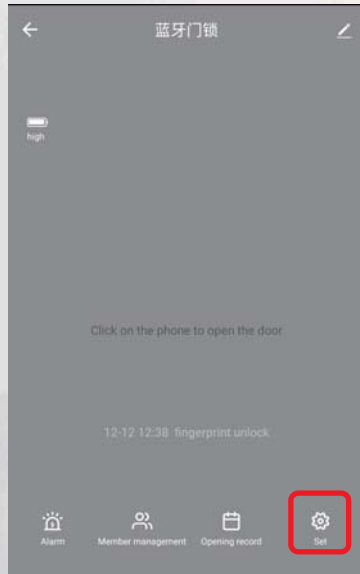 蓝牙门锁
high
Click on the phone to open the door
12-12 12:38 fingerprint unlock
Alarm Member management Opening record Set